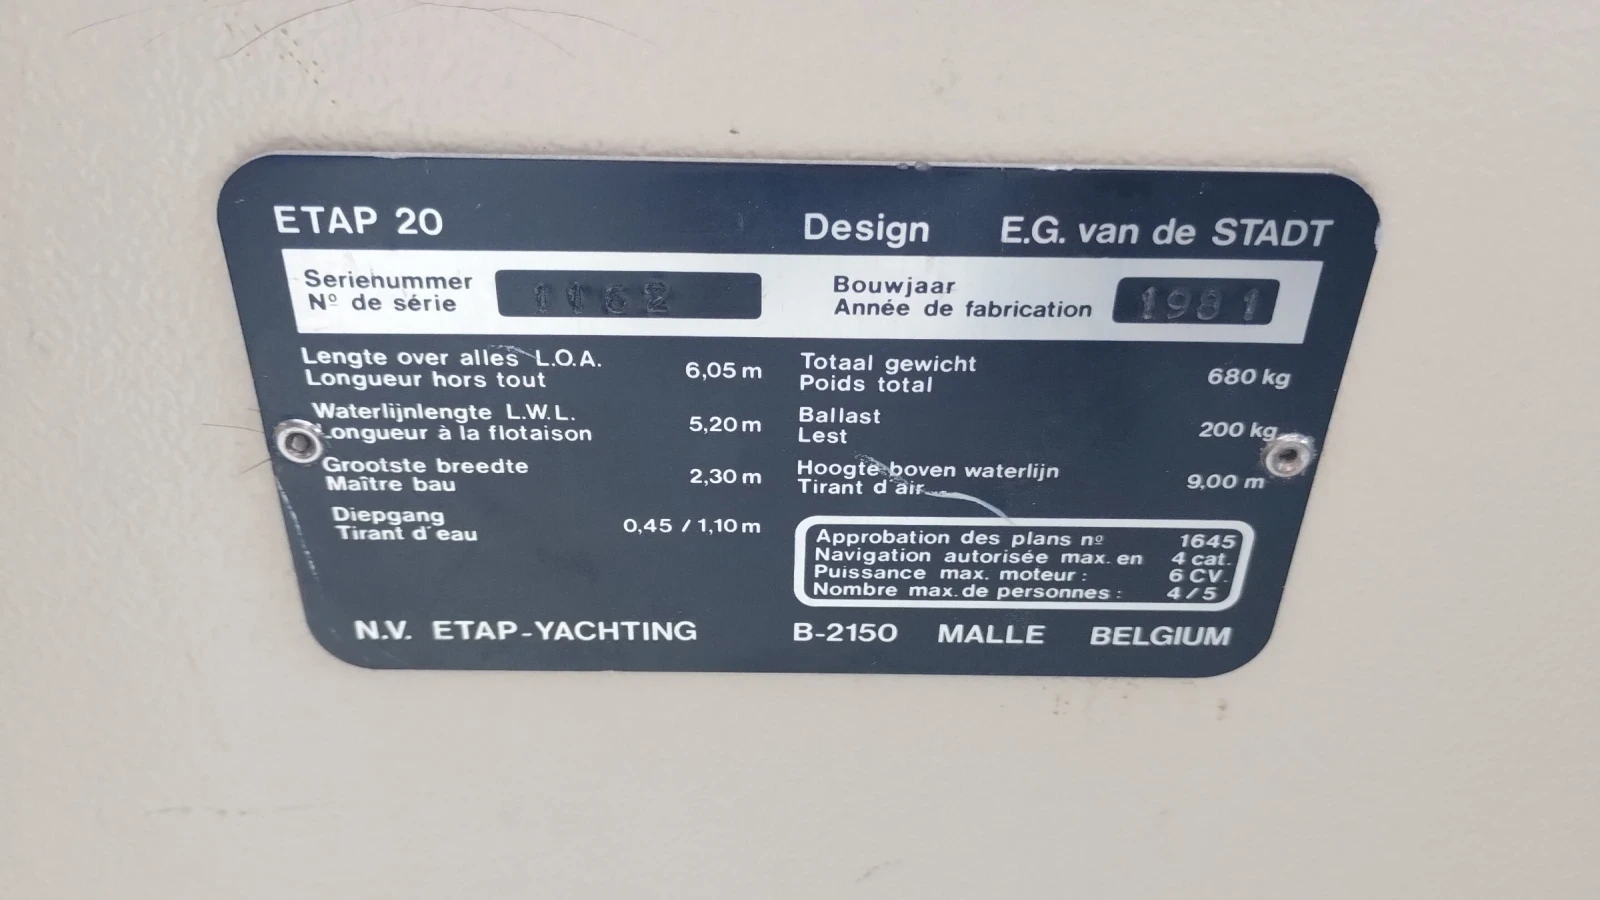 ETAP 20 Design E.G. van de STADT
Serienummer
Nº de série
1162
Bouwjaar
Année de fabrication
1981
Lengte over alles L.O.A.
Longueur hors tout
6,05 m
Waterlijnlengte L.W.L.
Longueur à la flotaison
5,20 m
Grootste breedte
Maître bau
2,30 m
Diepgang
Tirant d'eau
0,45 / 1,10 m
Totaal gewicht
Poids total
680 kg
Ballast
Lest
200 kg
Hoogte boven waterlijn
Tirant d'air
9,00 m
Approbation des plans nº 1645
Navigation autorisée max. en 4 cat.
Puissance max. moteur : 6 CV.
Nombre max. de personnes : 4 / 5
N.V. ETAP-YACHTING B-2150 MALLE BELGIUM